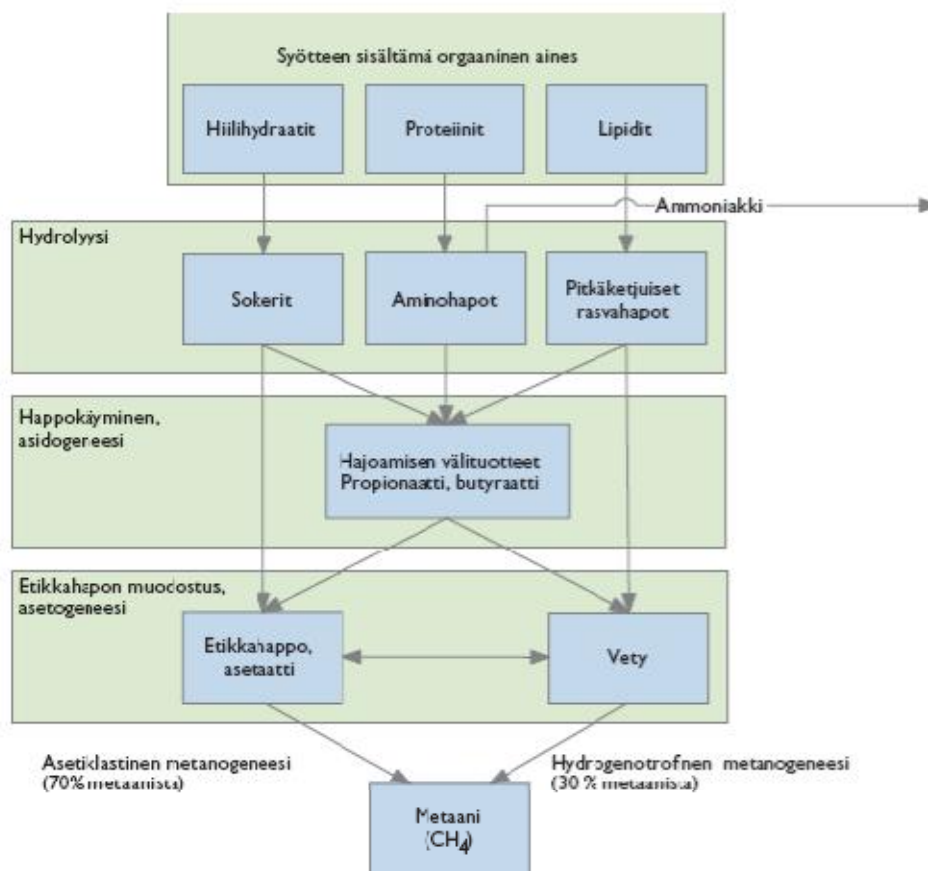 Syötteen sisältämä orgaaninen aines
Hiilihydraatit
Proteiinit
Lipidit
Ammoniakki
Hydrolyysi
Sokerit
Aminohapot
Pitkäketjuiset
rasvahapot
Happokäyminen,
asidogeneesi
Hajoamisen välituotteet
Propionaatti, butyraatti
Etikkahapon muodostus,
asetogeneesi
Etikkahappo,
asetaatti
Vety
Asetiklastinen metanogeneesi
(70% metaanista)
Hydrogenotrofinen metanogeneesi
(30 % metaanista)
Metaani
(CH4)